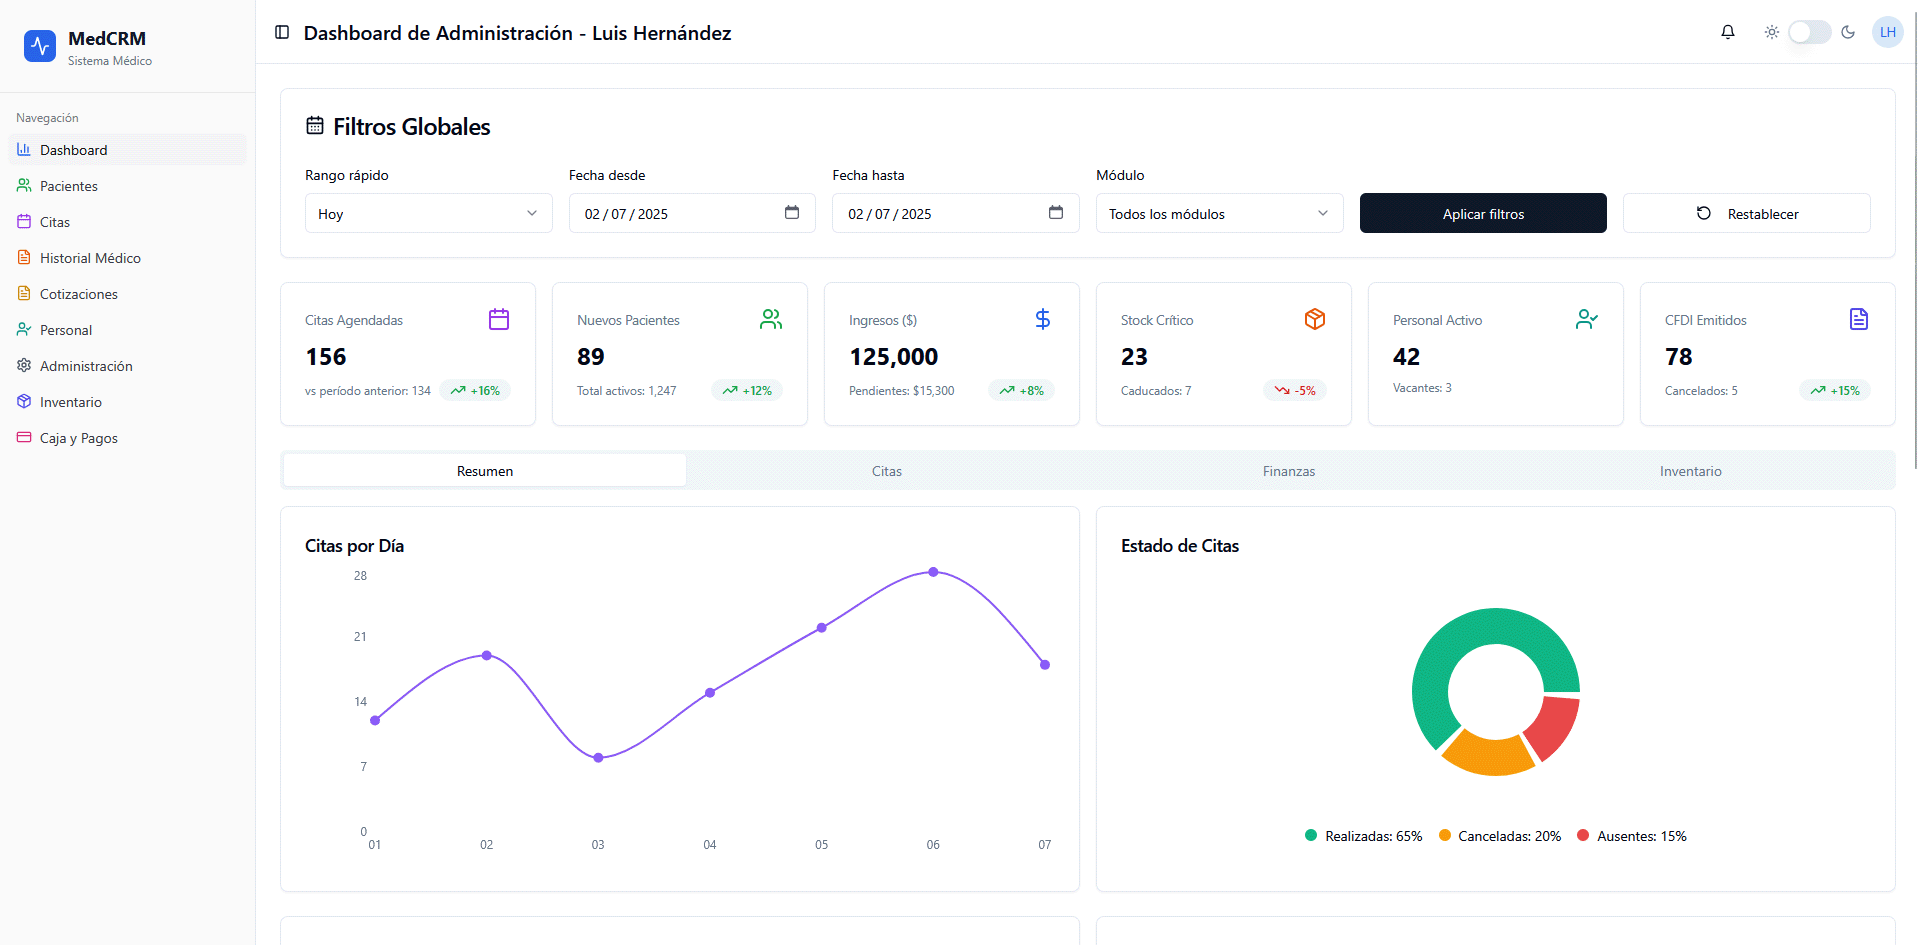 MedCRM
Sistema Médico
Navegación
Dashboard
Pacientes
Citas
Historial Médico
Cotizaciones
Personal
Administración
Inventario
Caja y Pagos
Dashboard de Administración - Luis Hernández
LH
Filtros Globales
Rango rápido
Hoy
Fecha desde
02 / 07 / 2025
Fecha hasta
02 / 07 / 2025
Módulo
Todos los módulos
Aplicar filtros
Restablecer
Citas Agendadas
156
vs período anterior: 134
+16%
Nuevos Pacientes
89
Total activos: 1,247
+12%
Ingresos ($)
125,000
Pendientes: $15,300
+8%
Stock Crítico
23
Caducados: 7
-5%
Personal Activo
42
Vacantes: 3
CFDI Emitidos
78
Cancelados: 5
+15%
Resumen
Citas
Finanzas
Inventario
Citas por Día
28
21
14
7
0
01 02 03 04 05 06 07
Estado de Citas
Realizadas: 65%
Canceladas: 20%
Ausentes: 15%